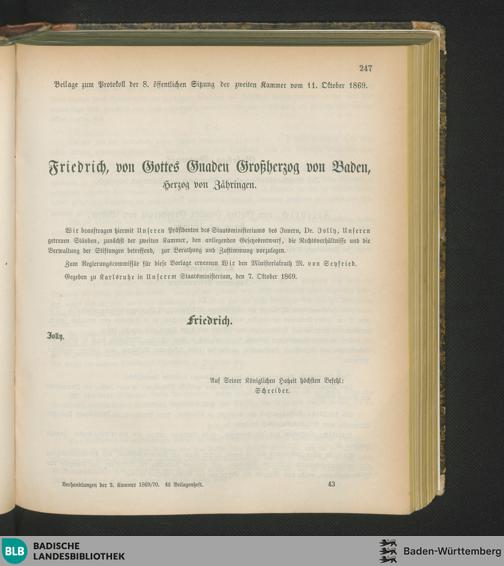 247
Beilage zum Protokoll der 8. öffentlichen Sitzung der zweiten Kammer vom 11. Oktober 1869.
Friedrich, von Gottes Gnaden Großherzog von Baden,
Herzog von Zähringen.
Wir beauftragen hiermit Unseren Präsidenten des Staatsministeriums des Innern, Dr. Jolly, Unseren
getreuen Ständen, zunächst der zweiten Kammer, den anliegenden Gesetzesentwurf, die Rechtsverhältnisse und die
Verwaltung der Stiftungen betreffend, zur Berathung und Zustimmung vorzulegen.
Zum Regierungscommissär für diese Vorlage ernennen Wir den Ministerialrath M. von Seyfried.
Gegeben zu Karlsruhe in Unserem Staatsministerium, den 7. Oktober 1869.
Friedrich.
Jolly.
Auf Seiner Königlichen Hoheit höchsten Befehl:
Schreiber.
Verhandlungen der 2. Kammer 1869/70. 4s Beilagenheft.
43
BLB
BADISCHE
LANDESBIBLIOTHEK
Baden-Württemberg